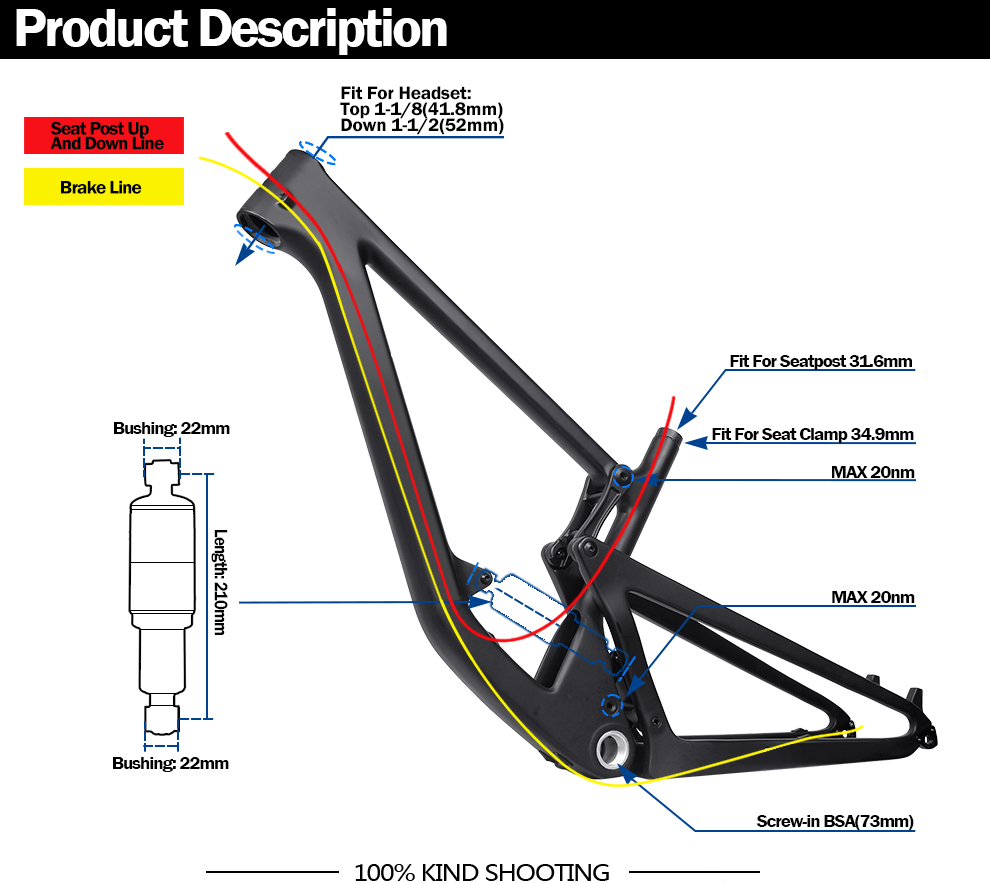 Product Description
Fit For Headset:
Top 1-1/8(41.8mm)
Down 1-1/2(52mm)
Seat Post Up
And Down Line
Brake Line
Fit For Seatpost 31.6mm
Fit For Seat Clamp 34.9mm
MAX 20nm
Bushing: 22mm
Length: 210mm
MAX 20nm
Bushing: 22mm
Screw-in BSA(73mm)
100% KIND SHOOTING